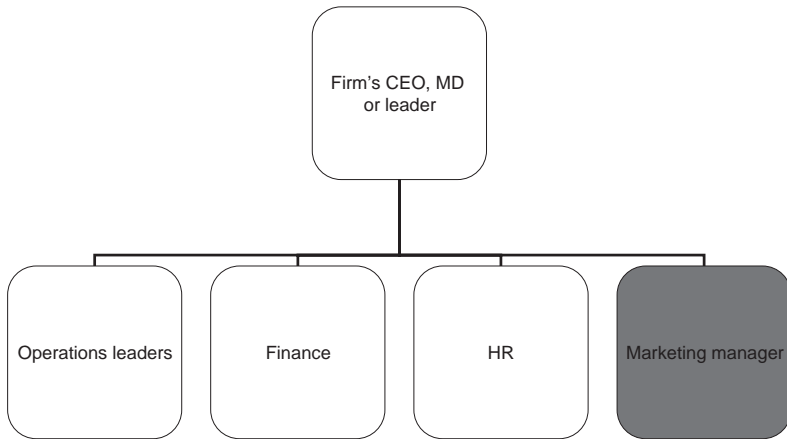 Firm’s CEO, MD
or leader
Operations leaders
Finance
HR
Marketing manager